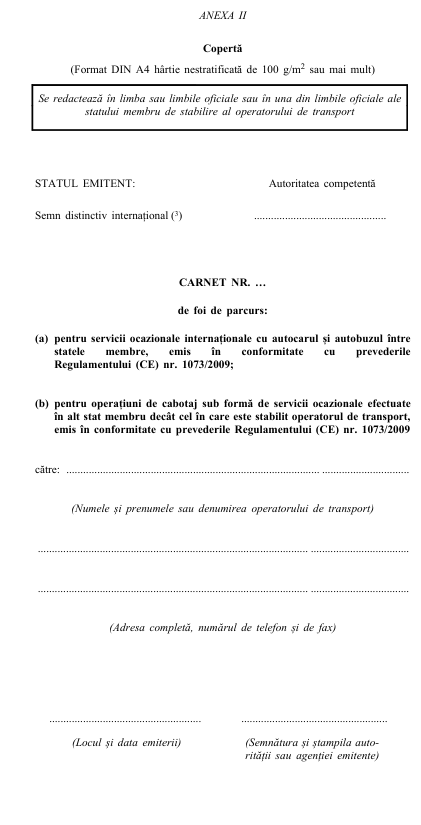 ANEXA II
Copertă
(Format DIN A4 hârtie nestratificată de 100 g/m² sau mai mult)
Se redactează în limba sau limbile oficiale sau în una din limbile oficiale ale
statului membru de stabilire al operatorului de transport
STATUL EMITENT: Autoritatea competentă
Semn distinctiv internațional (³) ...............................................
CARNET NR. …
de foi de parcurs:
(a) pentru servicii ocazionale internaționale cu autocarul și autobuzul între
statele membre, emis în conformitate cu prevederile
Regulamentului (CE) nr. 1073/2009;
(b) pentru operațiuni de cabotaj sub formă de servicii ocazionale efectuate
în alt stat membru decât cel în care este stabilit operatorul de transport,
emis în conformitate cu prevederile Regulamentului (CE) nr. 1073/2009
către: .......................................................................................... ...............................
(Numele și prenumele sau denumirea operatorului de transport)
................................................................................................. ...................................
................................................................................................. ...................................
(Adresa completă, numărul de telefon și de fax)
...................................................... ....................................................
(Locul și data emiterii) (Semnătura și ștampila auto-
rității sau agenției emitente)